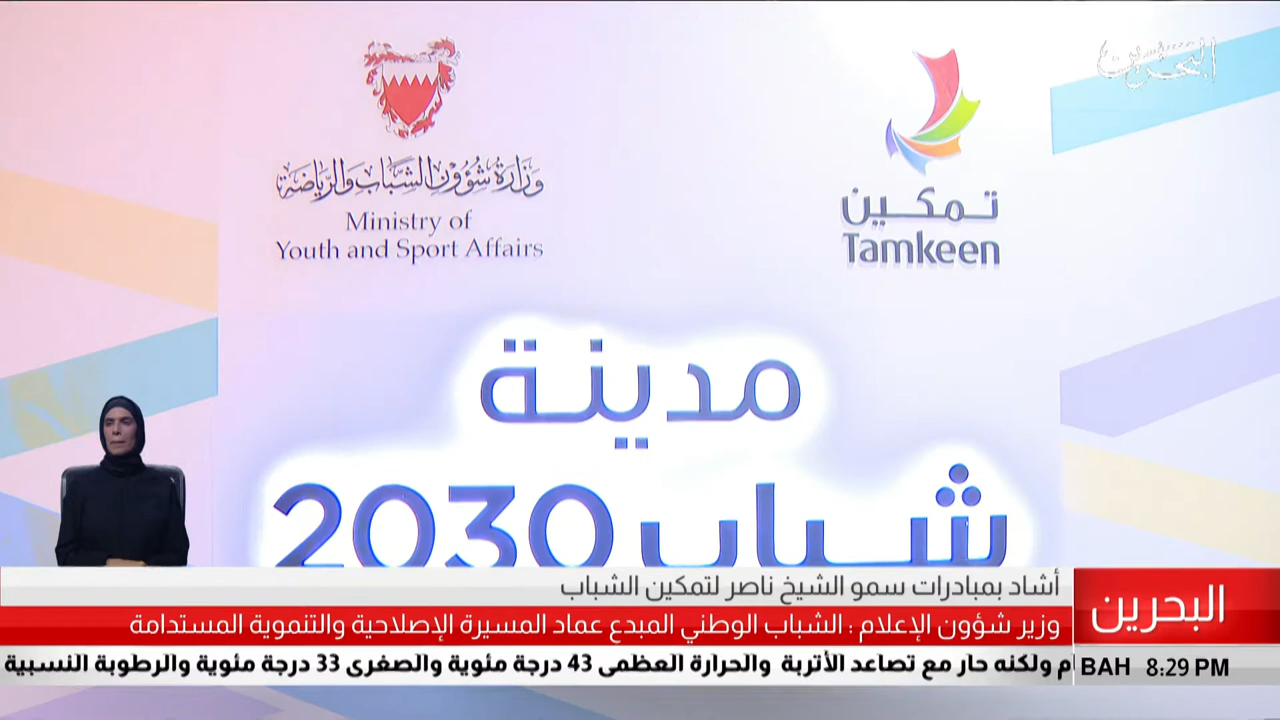 وزارة شؤون الشباب والرياضة
Ministry of
Youth and Sport Affairs
تمكين
Tamkeen
البحرين
مدينة
شباب 2030
أشاد بمبادرات سمو الشيخ ناصر لتمكين الشباب
البحرين
وزير شؤون الإعلام : الشباب الوطني المبدع عماد المسيرة الإصلاحية والتنموية المستدامة
ولكنه حار مع تصاعد الأتربة والحرارة العظمى 43 درجة مئوية والصغرى 33 درجة مئوية والرطوبة النسبية
BAH 8:29 PM